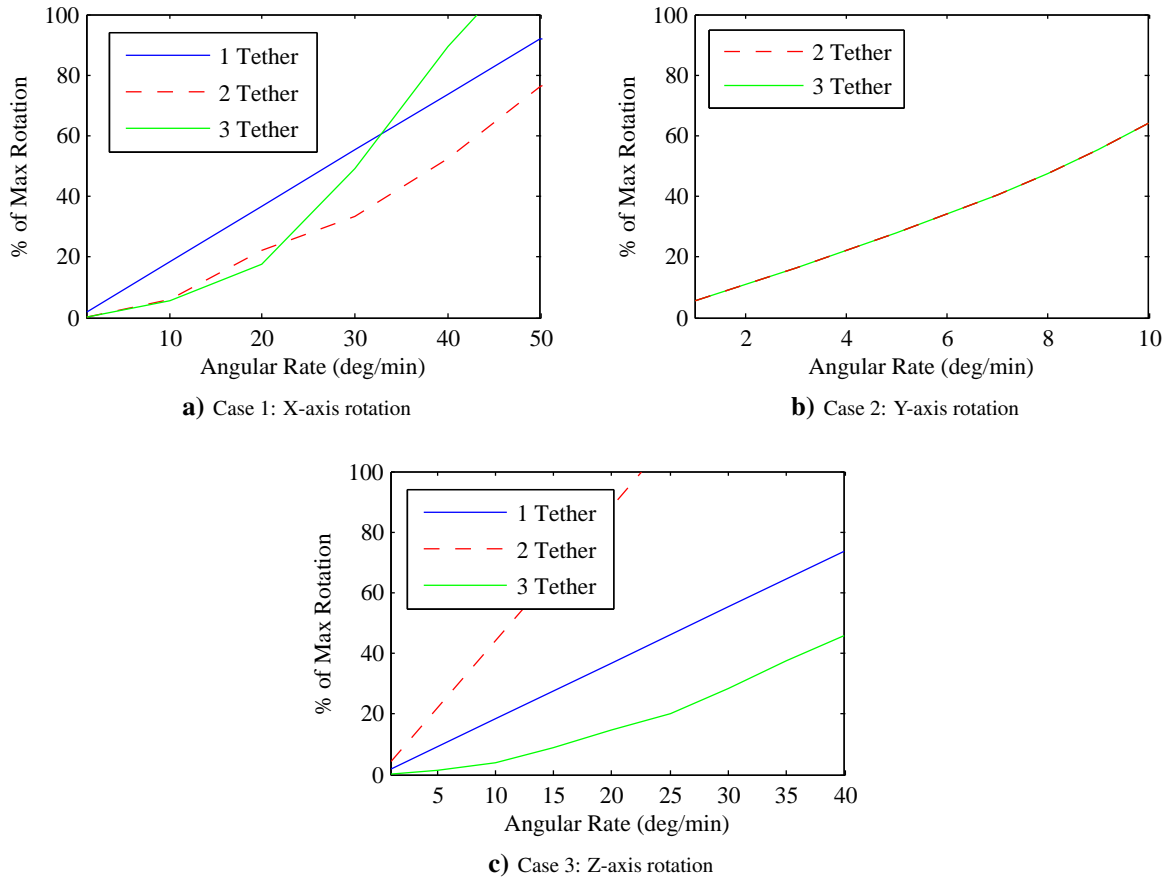 % of Max Rotation
100
80
60
40
20
0
1 Tether
2 Tether
3 Tether
10 20 30 40 50
Angular Rate (deg/min)
a) Case 1: X-axis rotation
% of Max Rotation
100
80
60
40
20
0
2 Tether
3 Tether
2 4 6 8 10
Angular Rate (deg/min)
b) Case 2: Y-axis rotation
% of Max Rotation
100
80
60
40
20
0
1 Tether
2 Tether
3 Tether
5 10 15 20 25 30 35 40
Angular Rate (deg/min)
c) Case 3: Z-axis rotation